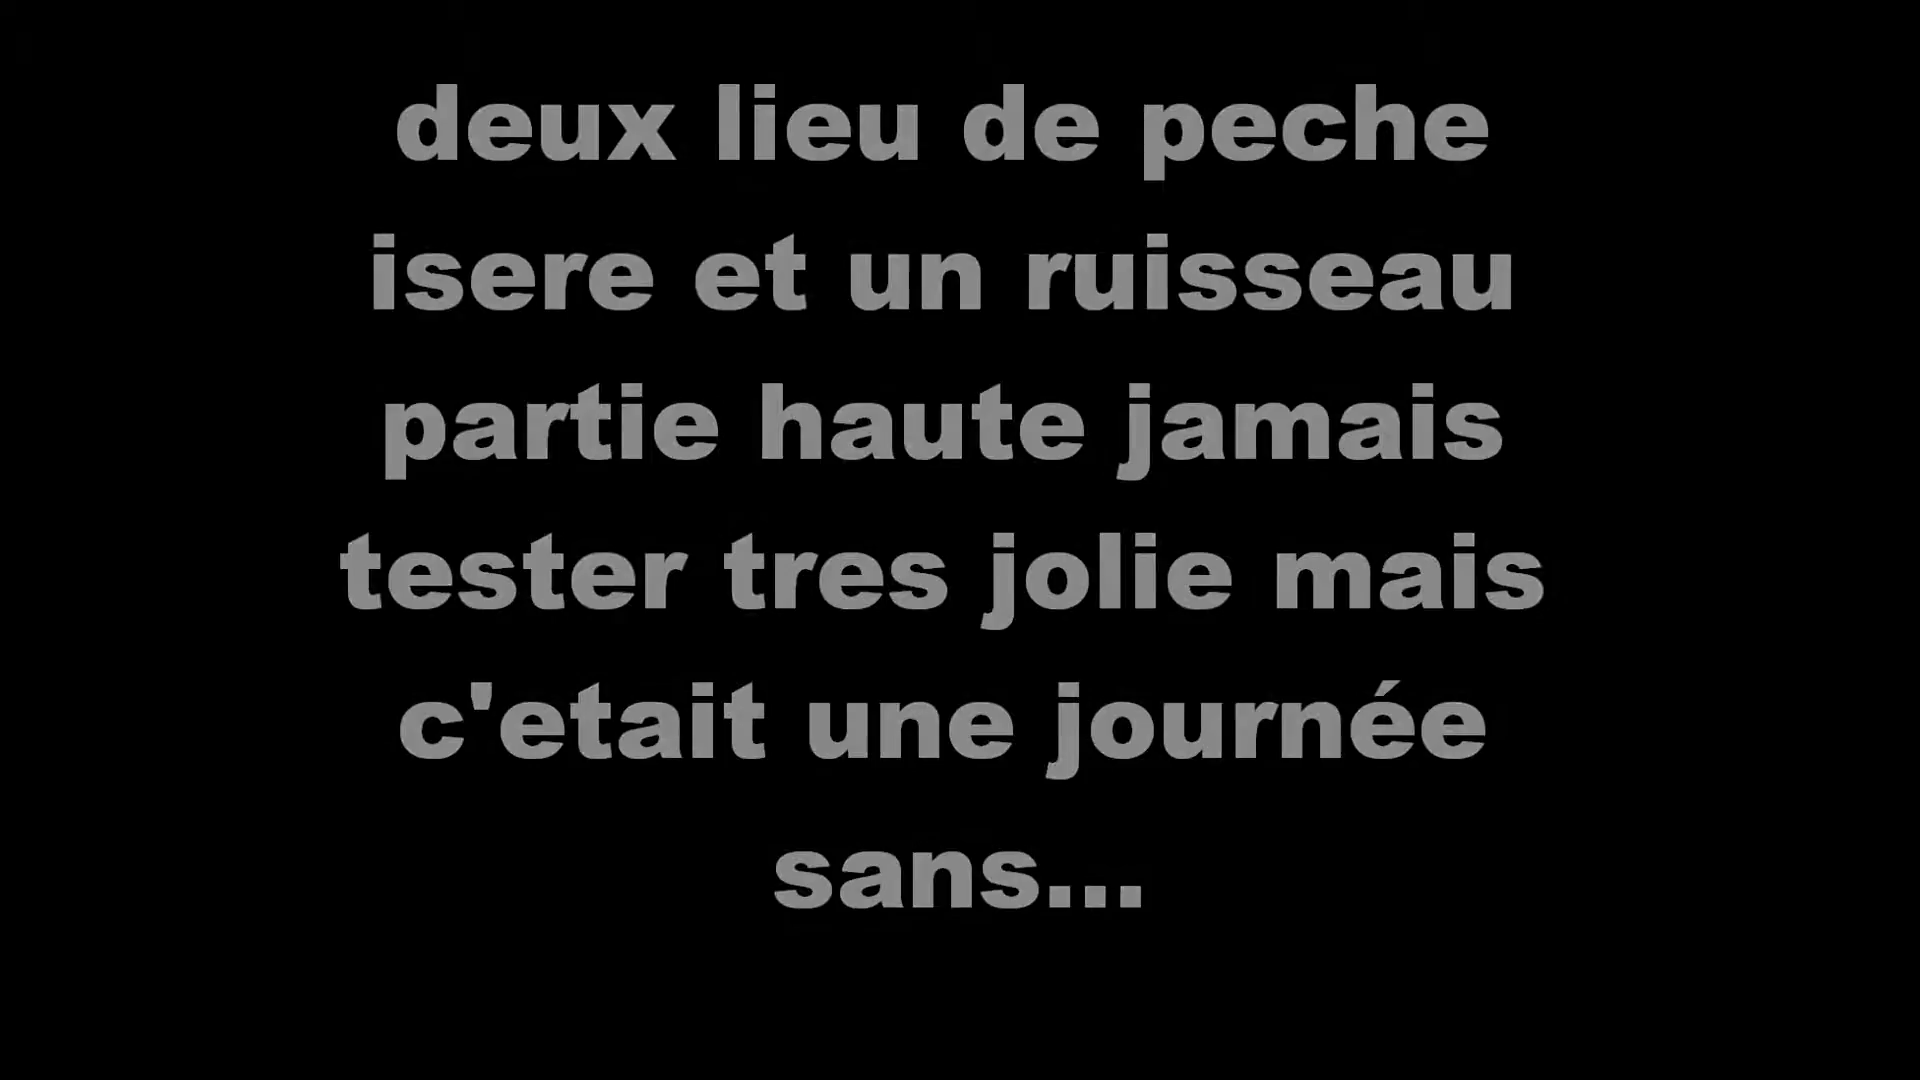 deux lieu de peche
isere et un ruisseau
partie haute jamais
tester tres jolie mais
c'etait une journée
sans...